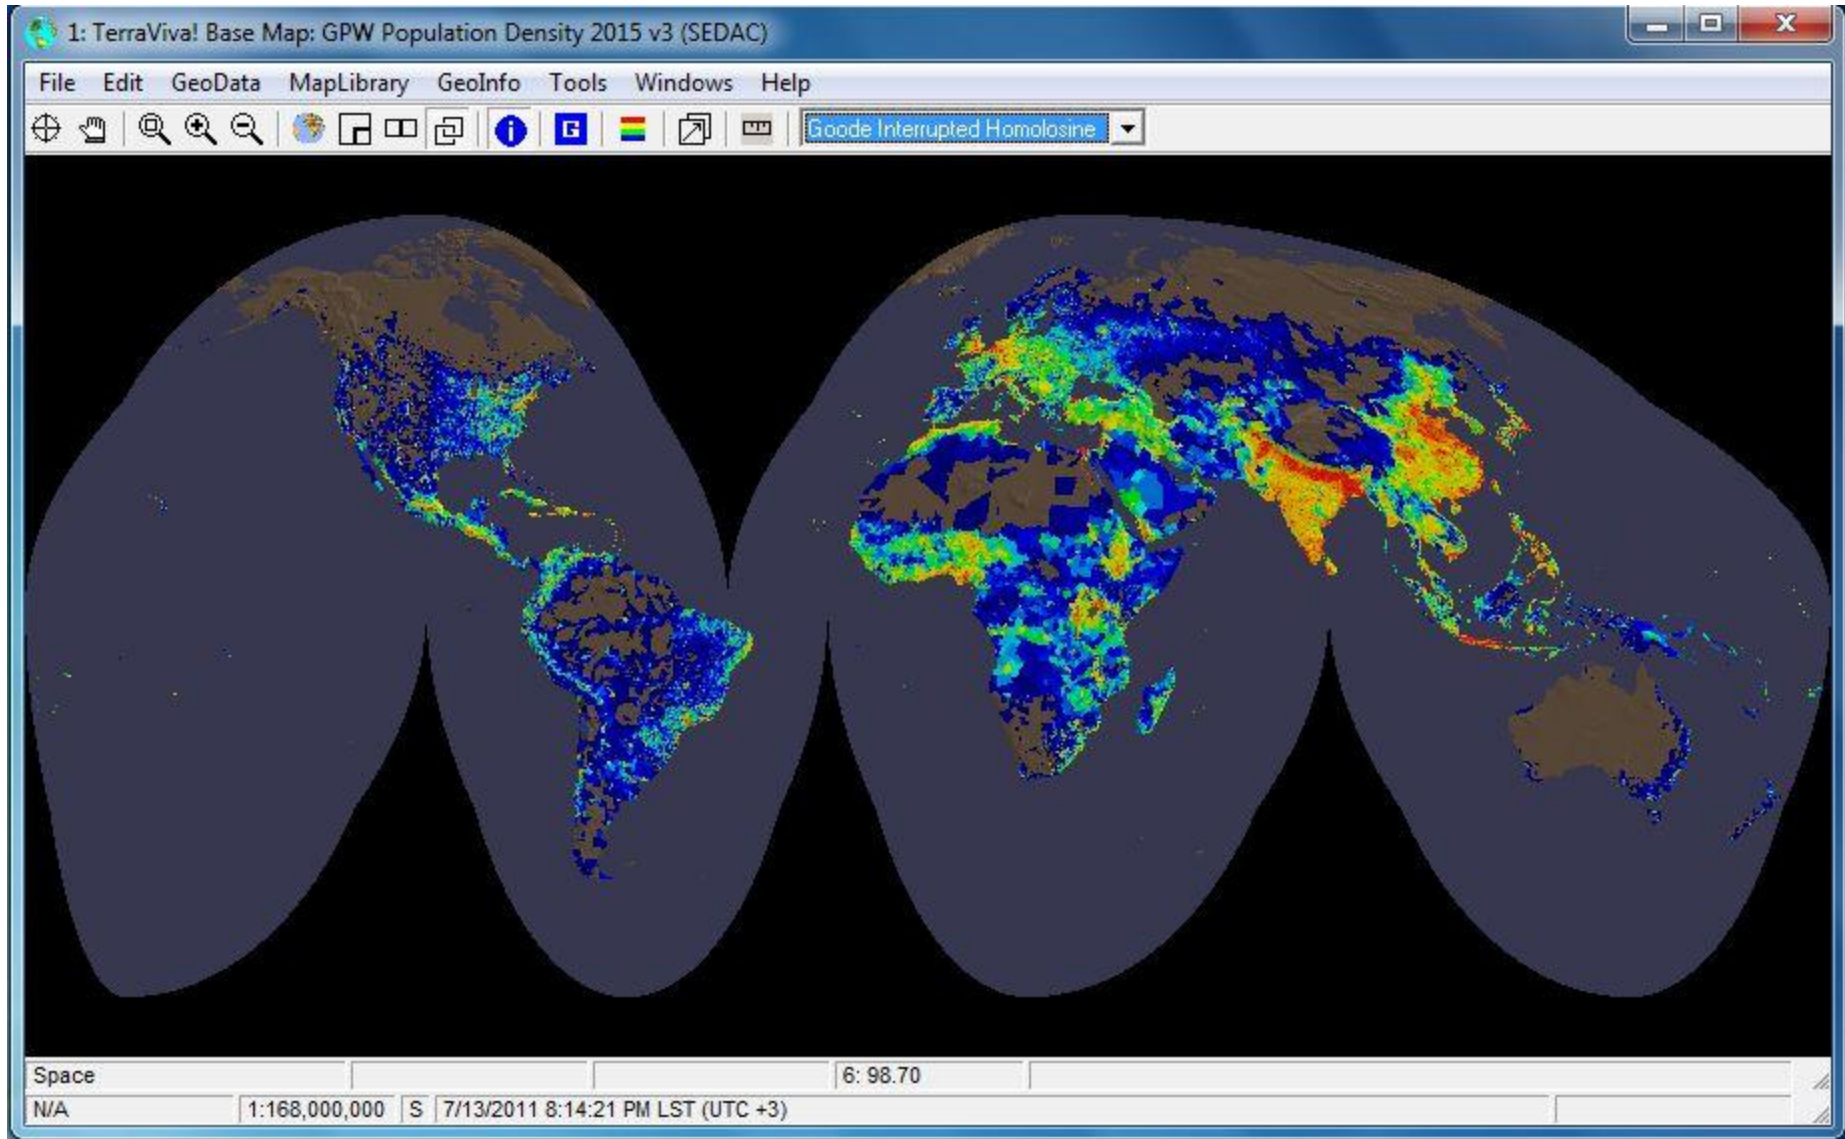 1: TerraViva! Base Map: GPW Population Density 2015 v3 (SEDAC)
File Edit GeoData MapLibrary GeoInfo Tools Windows Help
i G Goode Interrupted Homolosine
Space 6: 98.70
N/A 1:168,000,000 S 7/13/2011 8:14:21 PM LST (UTC +3)